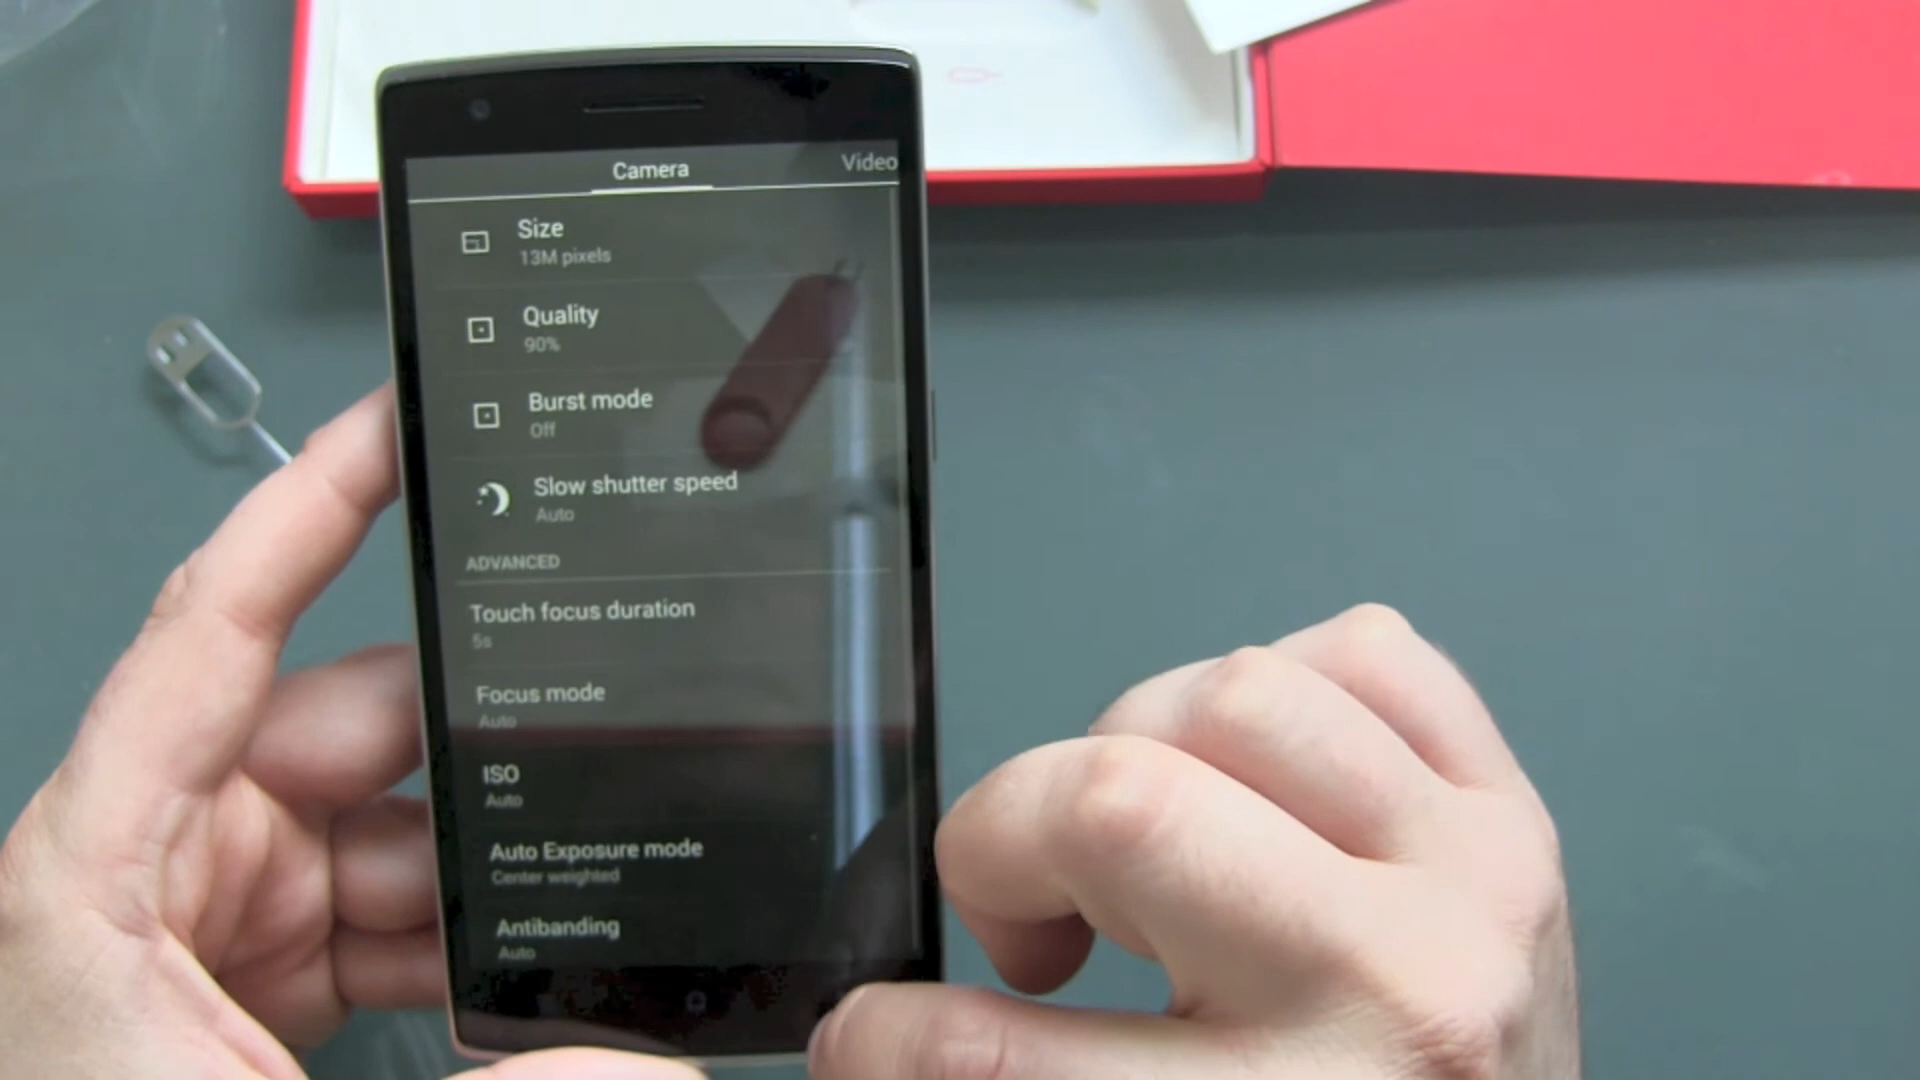 Camera
Video
Size
13M pixels
Quality
90%
Burst mode
Off
Slow shutter speed
Auto
ADVANCED
Touch focus duration
5s
Focus mode
Auto
ISO
Auto
Auto Exposure mode
Center weighted
Antibanding
Auto